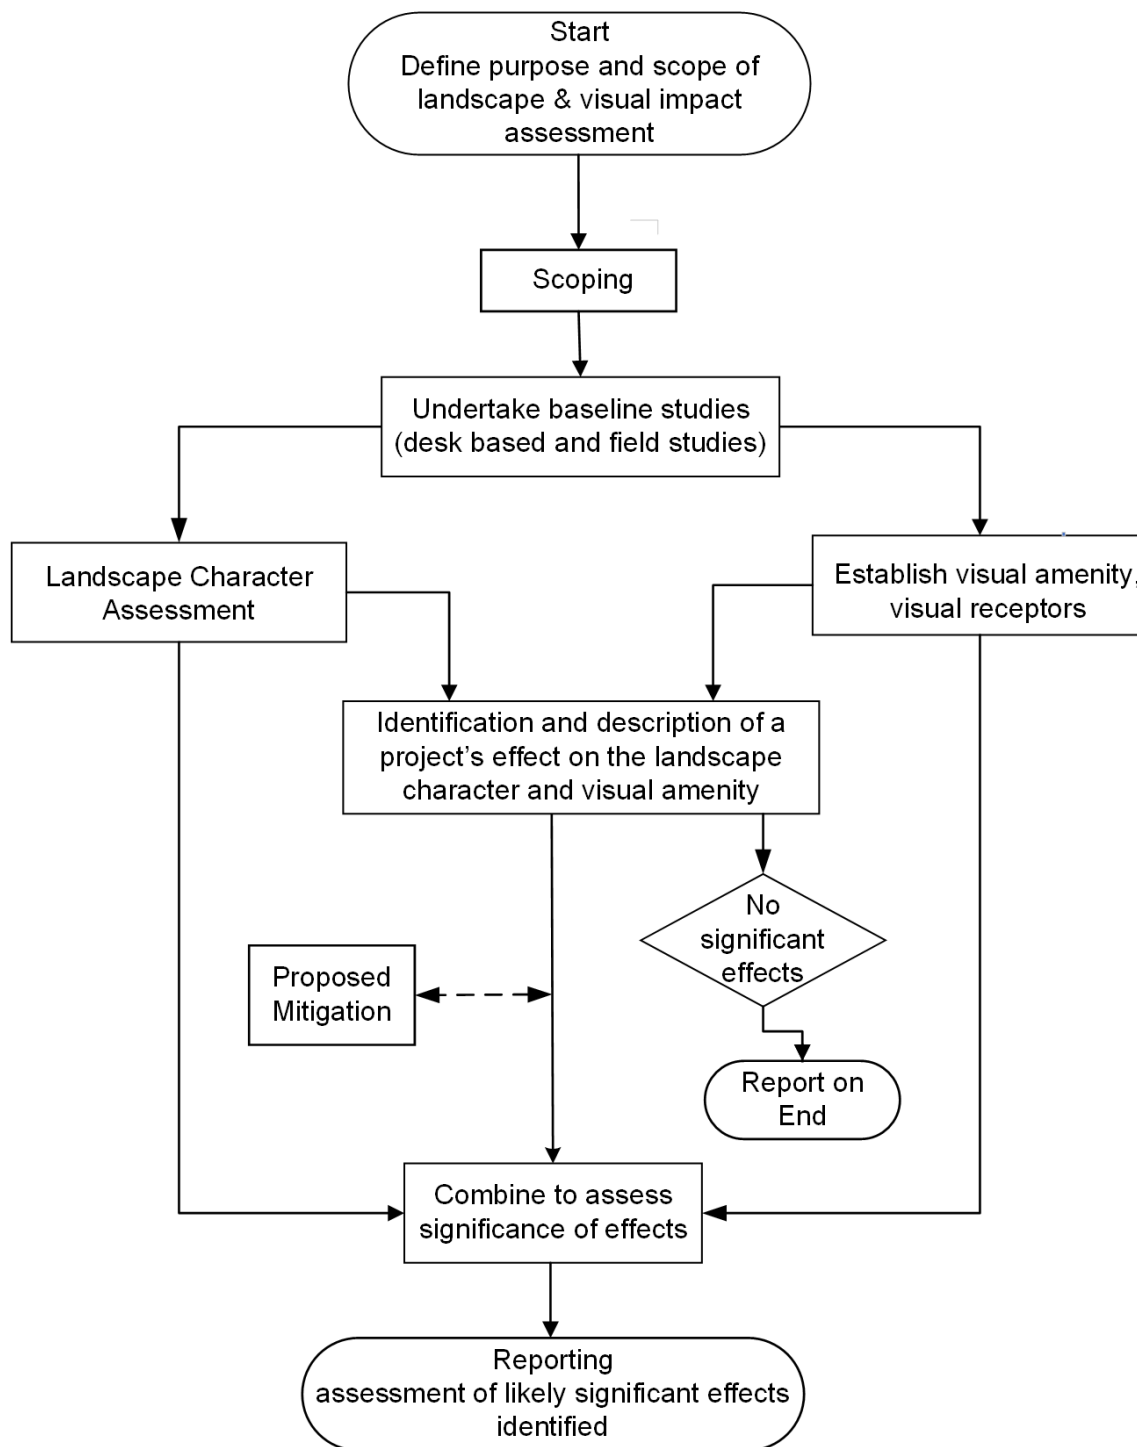 Start
Define purpose and scope of
landscape & visual impact
assessment
Scoping
Undertake baseline studies
(desk based and field studies)
Landscape Character
Assessment
Establish visual amenity,
visual receptors
Identification and description of a
project’s effect on the landscape
character and visual amenity
No
significant
effects
Proposed
Mitigation
Report on
End
Combine to assess
significance of effects
Reporting
assessment of likely significant effects
identified